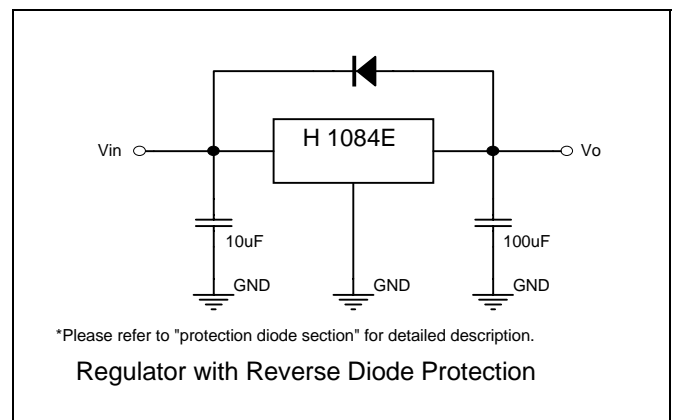 H 1084E
Vin
Vo
10uF
100uF
GND
GND
GND
*Please refer to "protection diode section" for detailed description.
Regulator with Reverse Diode Protection